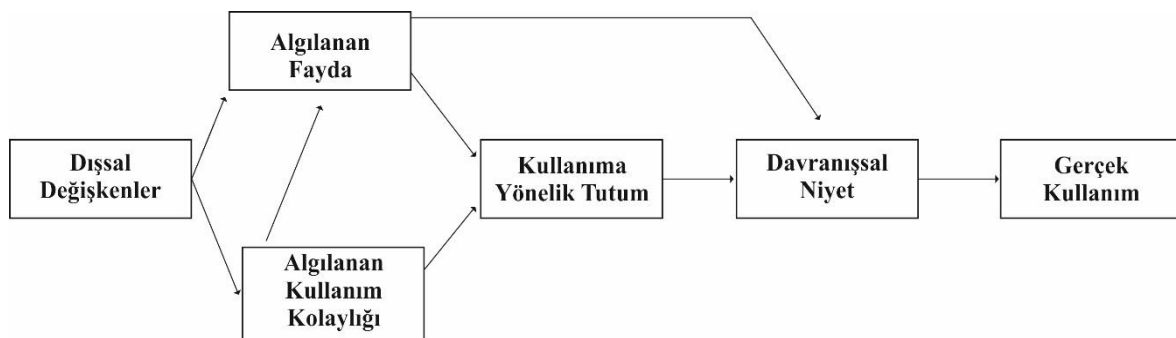 Algılanan
Fayda
Dışsal
Değişkenler
Kullanıma
Yönelik Tutum
Davranışsal
Niyet
Gerçek
Kullanım
Algılanan
Kullanım
Kolaylığı